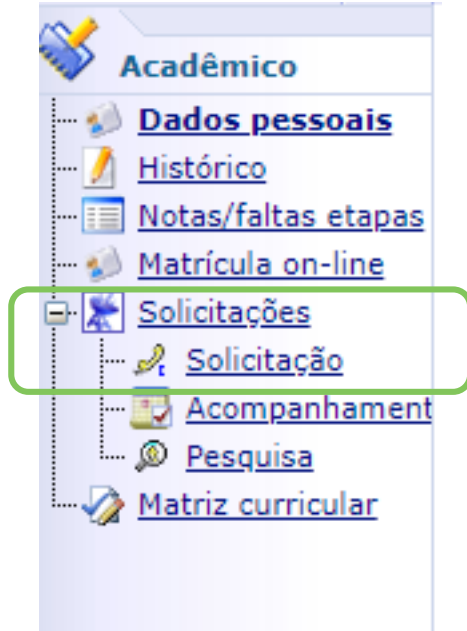 Acadêmico
Dados pessoais
Histórico
Notas/faltas etapas
Matrícula on-line
Solicitações
Solicitação
Acompanhament
Pesquisa
Matriz curricular